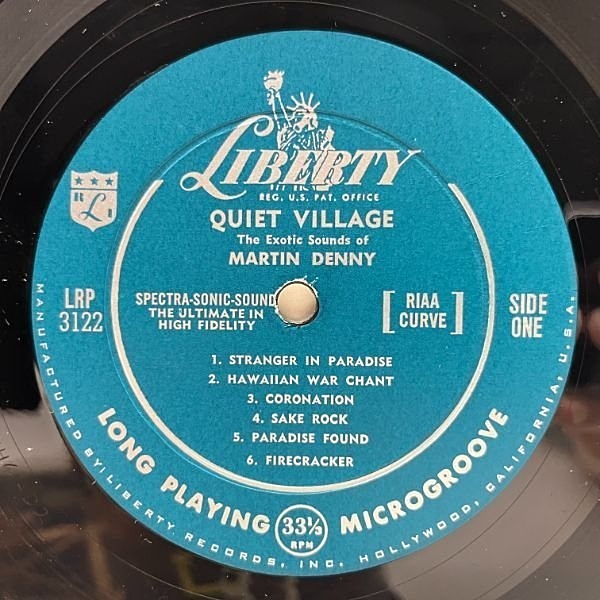 LIBERTY
REG. U.S. PAT. OFFICE
QUIET VILLAGE
The Exotic Sounds of
MARTIN DENNY
LRP
3122
SPECTRA-SONIC-SOUND
THE ULTIMATE IN
HIGH FIDELITY
[ RIAA
CURVE ]
SIDE
ONE
1. STRANGER IN PARADISE
2. HAWAIIAN WAR CHANT
3. CORONATION
4. SAKE ROCK
5. PARADISE FOUND
6. FIRECRACKER
LONG PLAYING 33⅓ RPM MICROGROOVE
MANUFACTURED BY LIBERTY RECORDS, INC. HOLLYWOOD, CALIFORNIA, U.S.A.